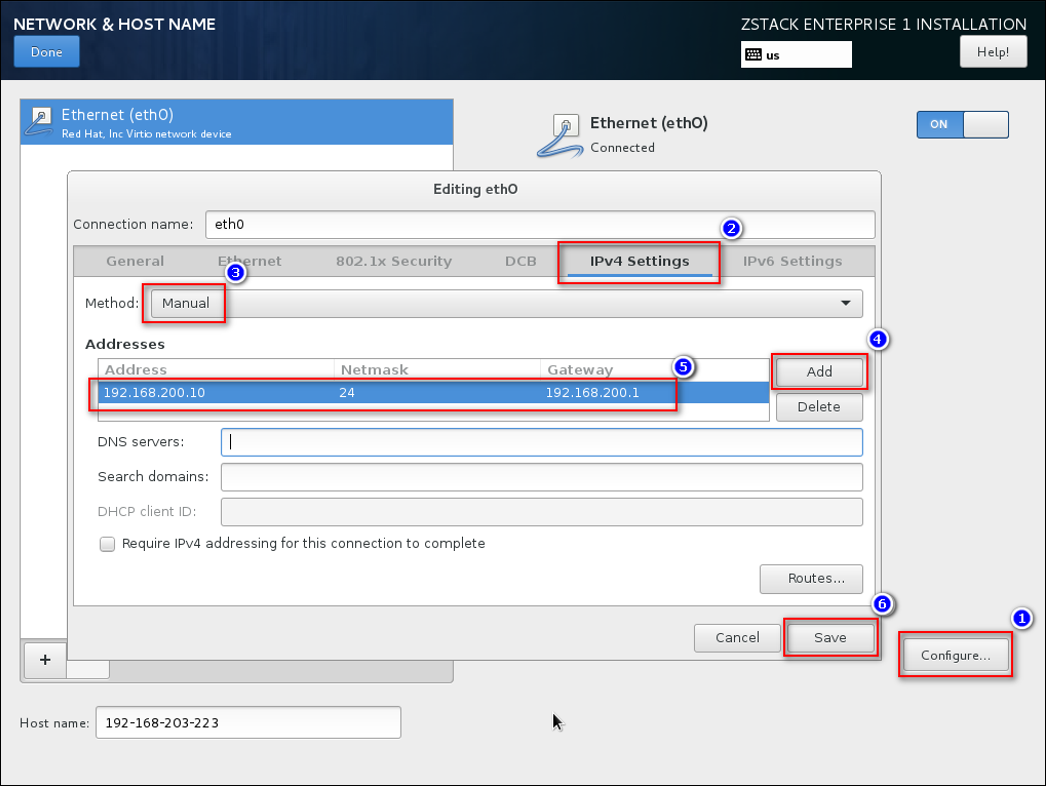 NETWORK & HOST NAME
ZSTACK ENTERPRISE 1 INSTALLATION
Done
us
Help!
Ethernet (eth0)
Red Hat, Inc Virtio network device
Ethernet (eth0)
Connected
ON
Editing eth0
Connection name: eth0
2
General Ethernet 802.1x Security DCB IPv4 Settings IPv6 Settings
3
Method: Manual
4
Addresses
5
Address Netmask Gateway
Add
192.168.200.10 24 192.168.200.1
Delete
DNS servers:
Search domains:
DHCP client ID:
Require IPv4 addressing for this connection to complete
Routes...
6
1
Cancel Save
Configure...
+
Host name: 192-168-203-223